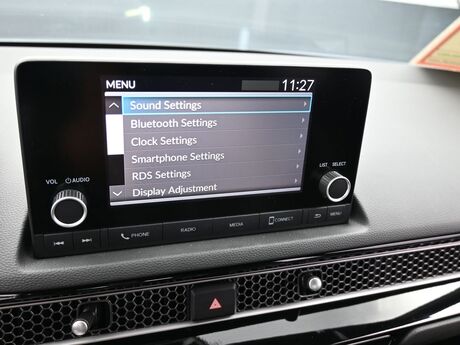 MENU 11:27
Sound Settings
Bluetooth Settings
Clock Settings
Smartphone Settings
RDS Settings
Display Adjustment
VOL AUDIO
LIST SELECT
PHONE RADIO MEDIA CONNECT MENU